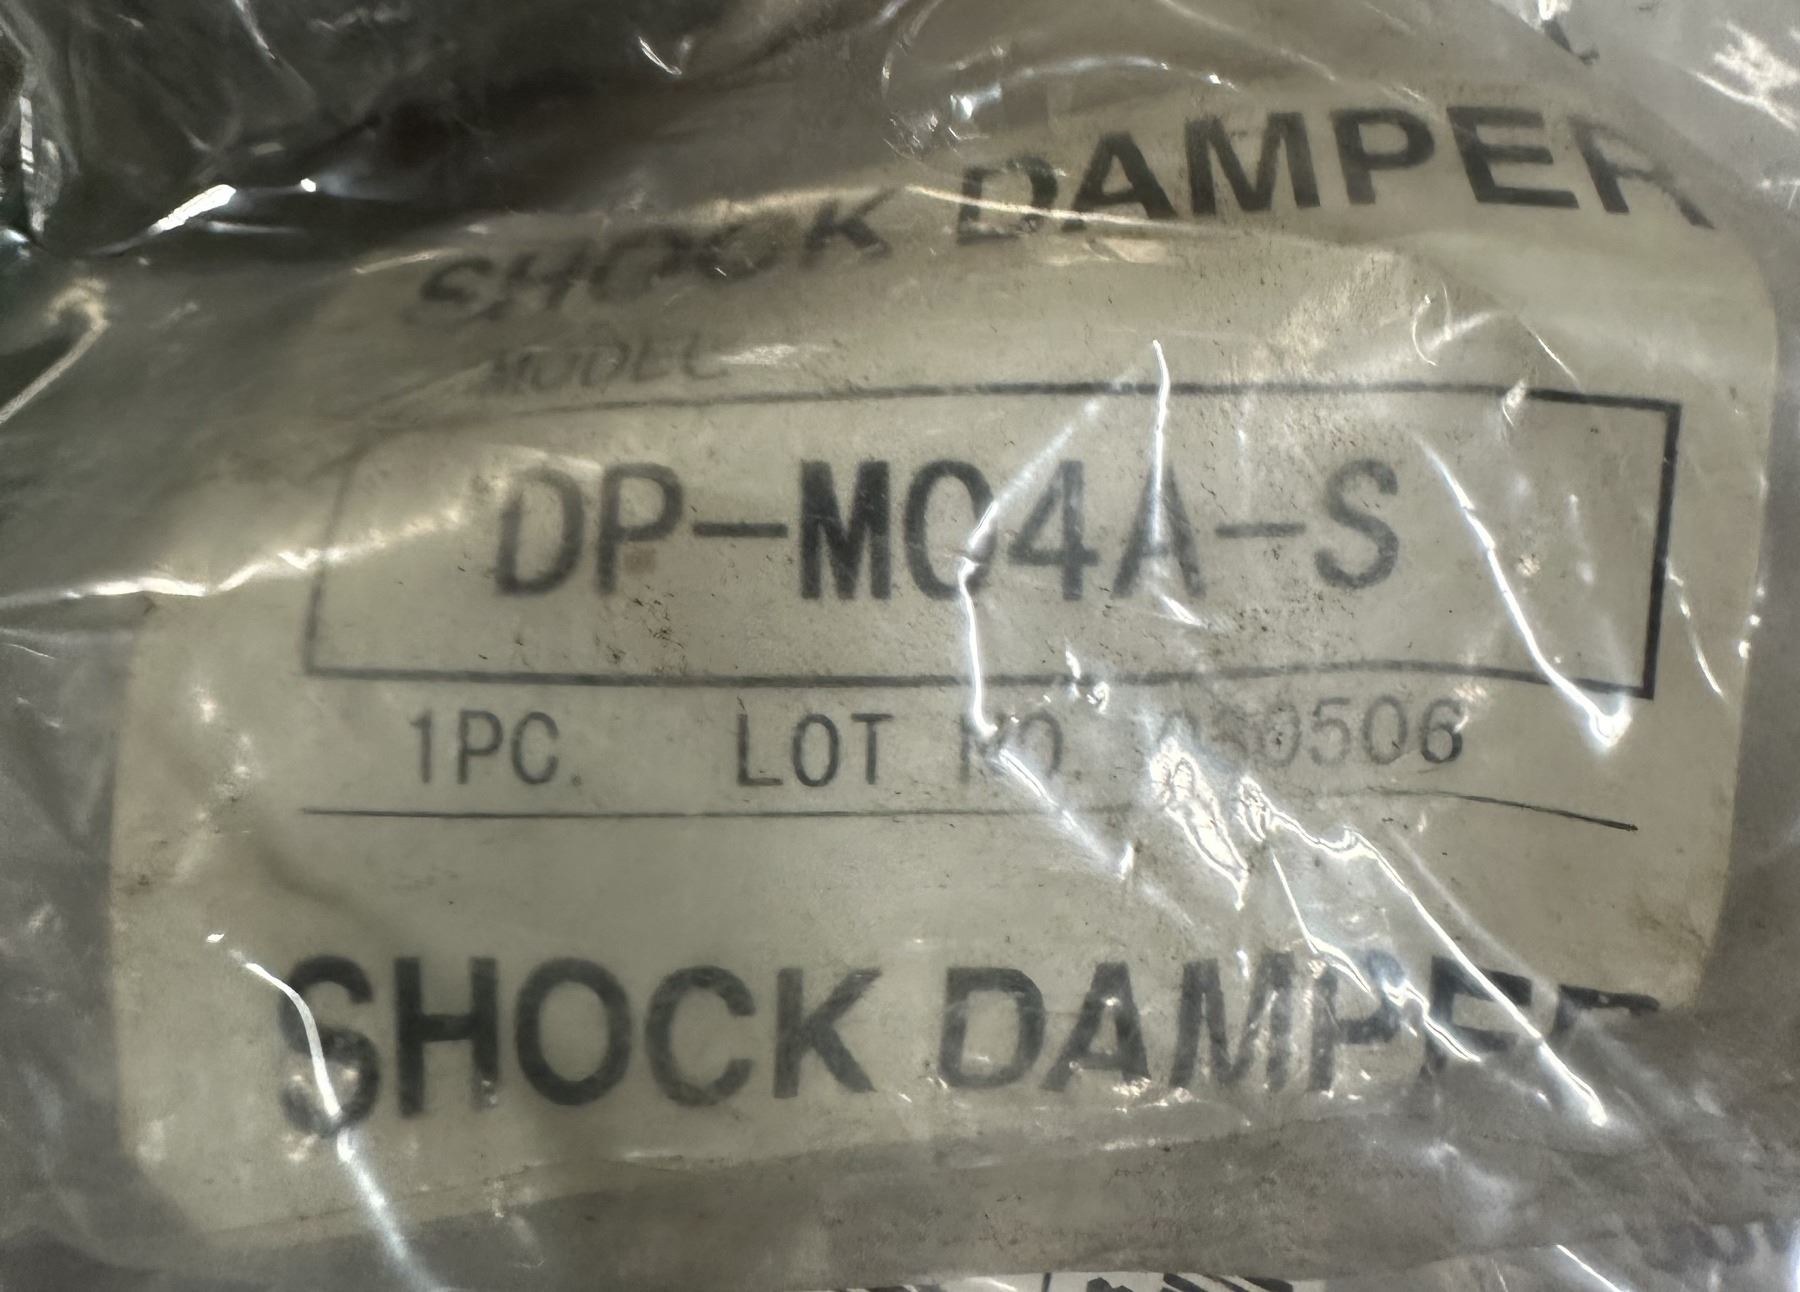 SHOCK DAMPER
MODEL
DP-M04A-S
1PC. LOT NO.
SHOCK DAMPER